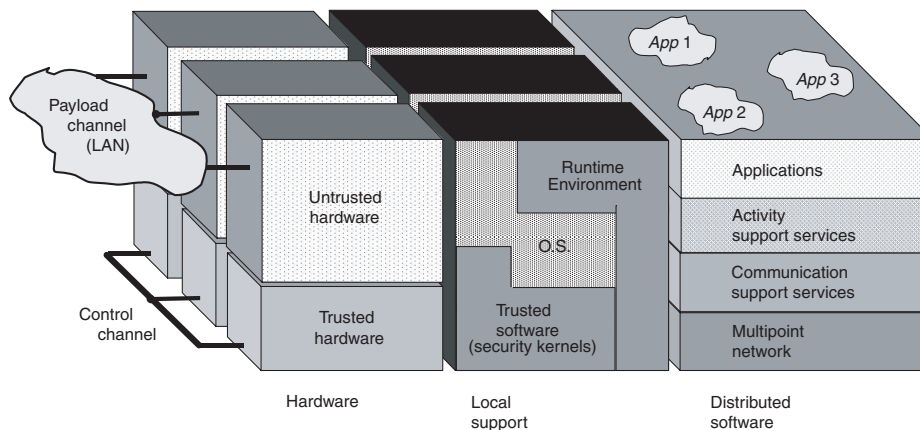 App 1
App 3
App 2
Payload
channel
(LAN)
Untrusted
hardware
Runtime
Environment
O.S.
Applications
Activity
support services
Communication
support services
Multipoint
network
Control
channel
Trusted
hardware
Trusted
software
(security kernels)
Hardware
Local
support
Distributed
software